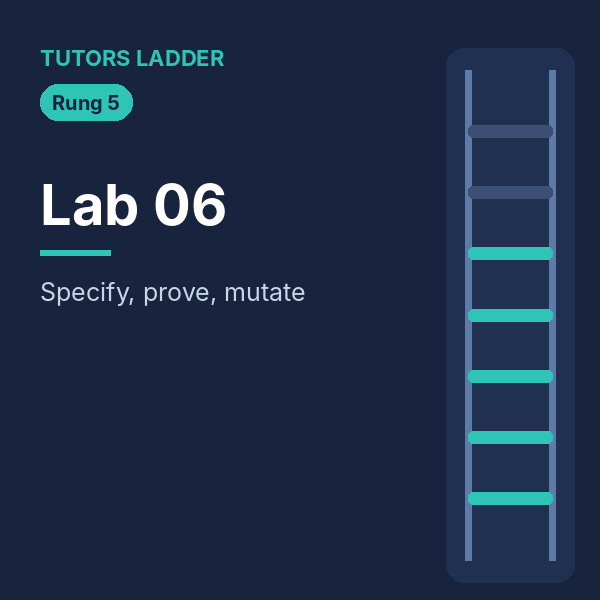 TUTORS LADDER
Rung 5
Lab 06
Specify, prove, mutate